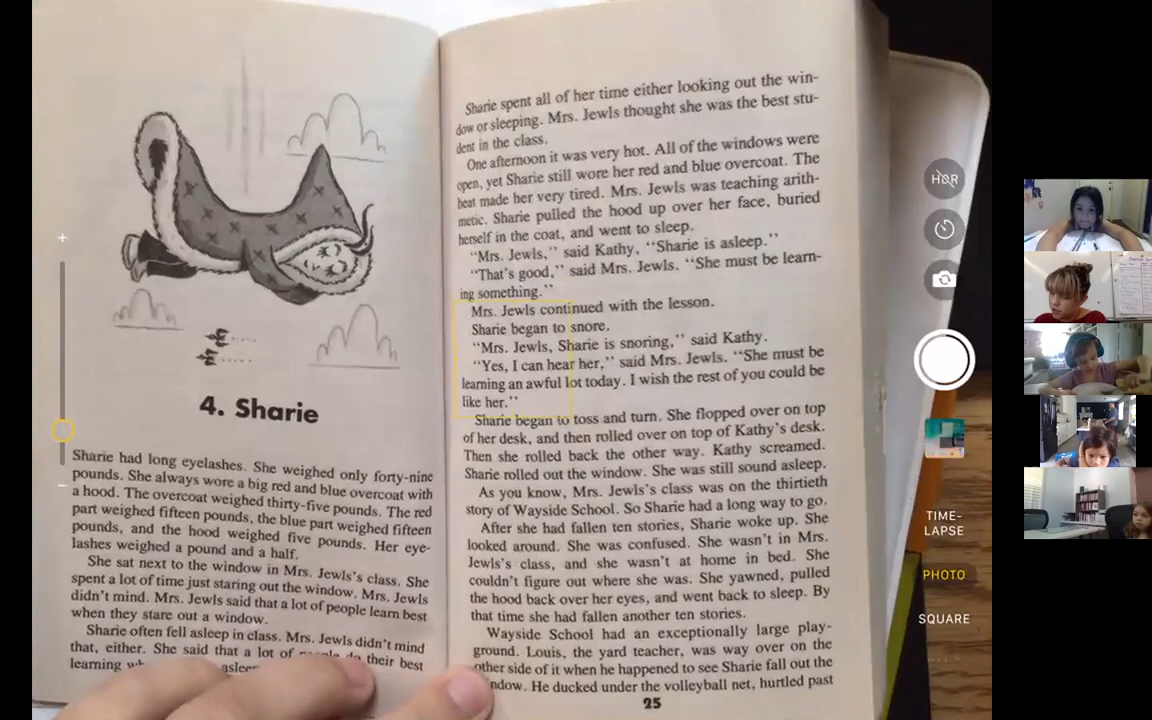 4. Sharie
Sharie had long eyelashes. She weighed only forty-nine
pounds. She always wore a big red and blue overcoat with
a hood. The overcoat weighed thirty-five pounds. The red
part weighed fifteen pounds, the blue part weighed fifteen
pounds, and the hood weighed five pounds. Her eye-
lashes weighed a pound and a half.
She sat next to the window in Mrs. Jewls's class. She
spent a lot of time just staring out the window. Mrs. Jewls
didn't mind. Mrs. Jewls said that a lot of people learn best
when they stare out a window.
Sharie often fell asleep in class. Mrs. Jewls didn't mind
that, either. She said that a lot of people do their best
learning
Sharie spent all of her time either looking out the win-
dow or sleeping. Mrs. Jewls thought she was the best stu-
dent in the class.
One afternoon it was very hot. All of the windows were
open, yet Sharie still wore her red and blue overcoat. The
heat made her very tired. Mrs. Jewls was teaching arith-
metic. Sharie pulled the hood up over her face, buried
herself in the coat, and went to sleep.
"Mrs. Jewls," said Kathy, "Sharie is asleep."
"That's good," said Mrs. Jewls. "She must be learn-
ing something."
Mrs. Jewls continued with the lesson.
Sharie began to snore.
"Mrs. Jewls, Sharie is snoring," said Kathy.
"Yes, I can hear her," said Mrs. Jewls. "She must be
learning an awful lot today. I wish the rest of you could be
like her."
Sharie began to toss and turn. She flopped over on top
of her desk, and then rolled over on top of Kathy's desk.
Then she rolled back the other way. Kathy screamed.
Sharie rolled out the window. She was still sound asleep.
As you know, Mrs. Jewls's class was on the thirtieth
story of Wayside School. So Sharie had a long way to go.
After she had fallen ten stories, Sharie woke up. She
looked around. She was confused. She wasn't in Mrs.
Jewls's class, and she wasn't at home in bed. She
couldn't figure out where she was. She yawned, pulled
the hood back over her eyes, and went back to sleep. By
that time she had fallen another ten stories.
Wayside School had an exceptionally large play-
ground. Louis, the yard teacher, was way over on the
other side of it when he happened to see Sharie fall out the
window. He ducked under the volleyball net, hurtled past
25
HDR
TIME-
LAPSE
PHOTO
SQUARE